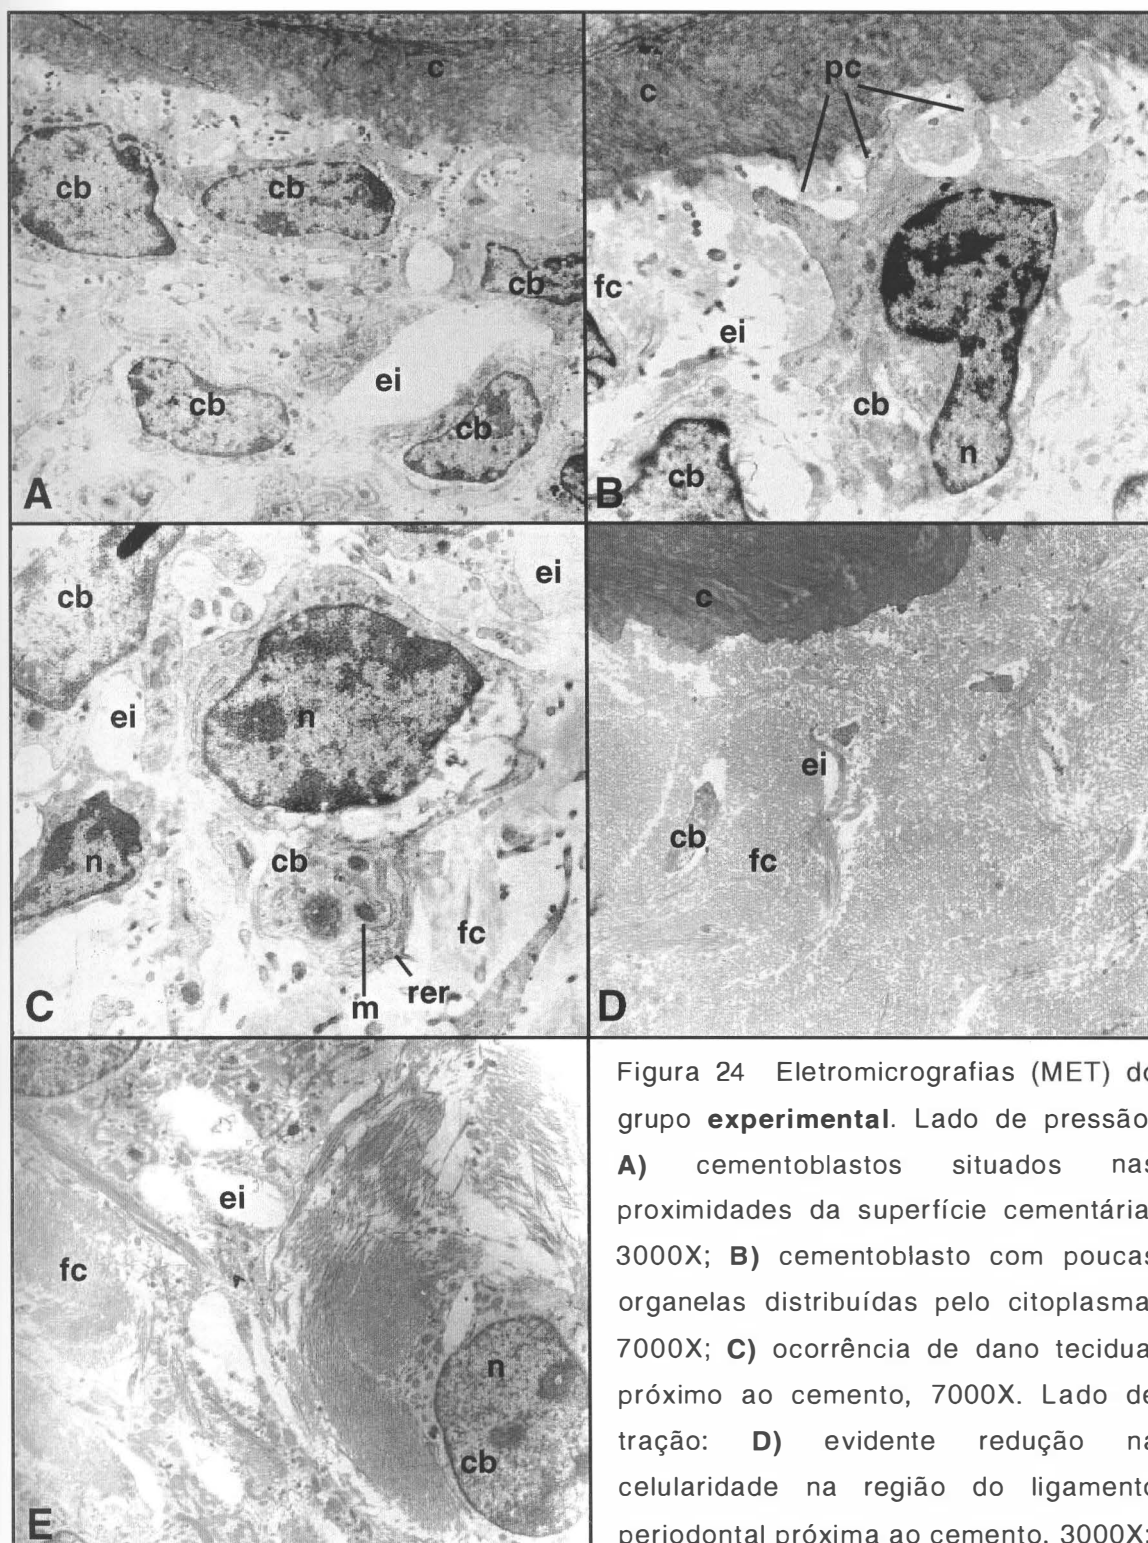 c
cb
cb
cb
ei
cb
cb
A
pc
c
fc
ei
cb
cb
n
B
cb
ei
ei
n
n
cb
fc
m
rer
C
c
ei
cb
fc
D
ei
fc
n
cb
E
Figura 24 Eletromicrografias (MET) do
grupo experimental. Lado de pressão
A) cementoblastos situados nas
proximidades da superfície cementária
3000X; B) cementoblasto com poucas
organelas distribuídas pelo citoplasma
7000X; C) ocorrência de dano tecidua
próximo ao cemento, 7000X. Lado de
tração: D) evidente redução na
celularidade na região do ligamento
periodontal próxima ao cemento, 3000X;